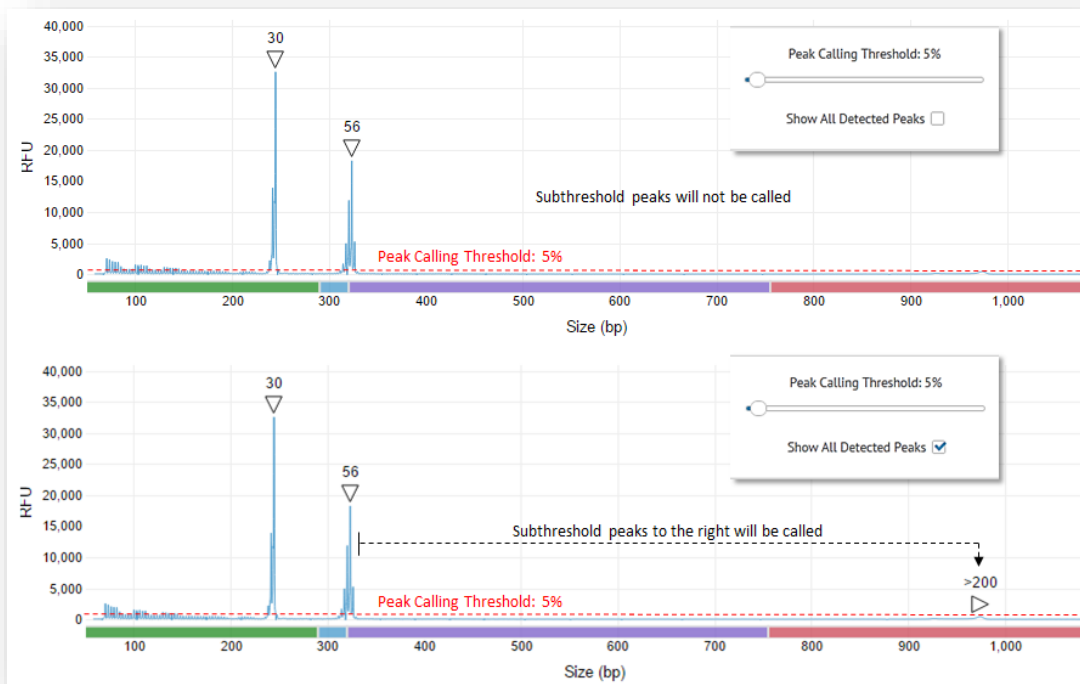 40,000
35,000
30,000
25,000
20,000
15,000
10,000
5,000
0
RFU
30
56
Peak Calling Threshold: 5%
Show All Detected Peaks
Subthreshold peaks will not be called
Peak Calling Threshold: 5%
100 200 300 400 500 600 700 800 900 1,000
Size (bp)
40,000
35,000
30,000
25,000
20,000
15,000
10,000
5,000
0
RFU
30
56
Peak Calling Threshold: 5%
Show All Detected Peaks
Subthreshold peaks to the right will be called
>200
Peak Calling Threshold: 5%
100 200 300 400 500 600 700 800 900 1,000
Size (bp)